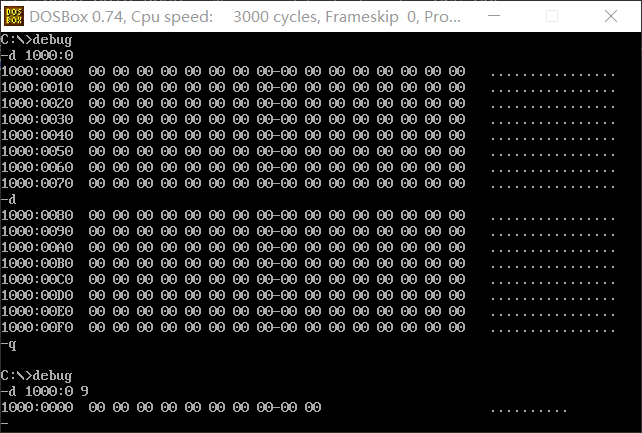 DOS BOX DOSBox 0.74, Cpu speed: 3000 cycles, Frameskip 0, Pro...
C:\>debug
-d 1000:0
1000:0000  00 00 00 00 00 00 00 00-00 00 00 00 00 00 00 00   ................
1000:0010  00 00 00 00 00 00 00 00-00 00 00 00 00 00 00 00   ................
1000:0020  00 00 00 00 00 00 00 00-00 00 00 00 00 00 00 00   ................
1000:0030  00 00 00 00 00 00 00 00-00 00 00 00 00 00 00 00   ................
1000:0040  00 00 00 00 00 00 00 00-00 00 00 00 00 00 00 00   ................
1000:0050  00 00 00 00 00 00 00 00-00 00 00 00 00 00 00 00   ................
1000:0060  00 00 00 00 00 00 00 00-00 00 00 00 00 00 00 00   ................
1000:0070  00 00 00 00 00 00 00 00-00 00 00 00 00 00 00 00   ................
-d
1000:0080  00 00 00 00 00 00 00 00-00 00 00 00 00 00 00 00   ................
1000:0090  00 00 00 00 00 00 00 00-00 00 00 00 00 00 00 00   ................
1000:00A0  00 00 00 00 00 00 00 00-00 00 00 00 00 00 00 00   ................
1000:00B0  00 00 00 00 00 00 00 00-00 00 00 00 00 00 00 00   ................
1000:00C0  00 00 00 00 00 00 00 00-00 00 00 00 00 00 00 00   ................
1000:00D0  00 00 00 00 00 00 00 00-00 00 00 00 00 00 00 00   ................
1000:00E0  00 00 00 00 00 00 00 00-00 00 00 00 00 00 00 00   ................
1000:00F0  00 00 00 00 00 00 00 00-00 00 00 00 00 00 00 00   ................
-q
C:\>debug
-d 1000:0 9
1000:0000  00 00 00 00 00 00 00 00-00 00   ..........
-